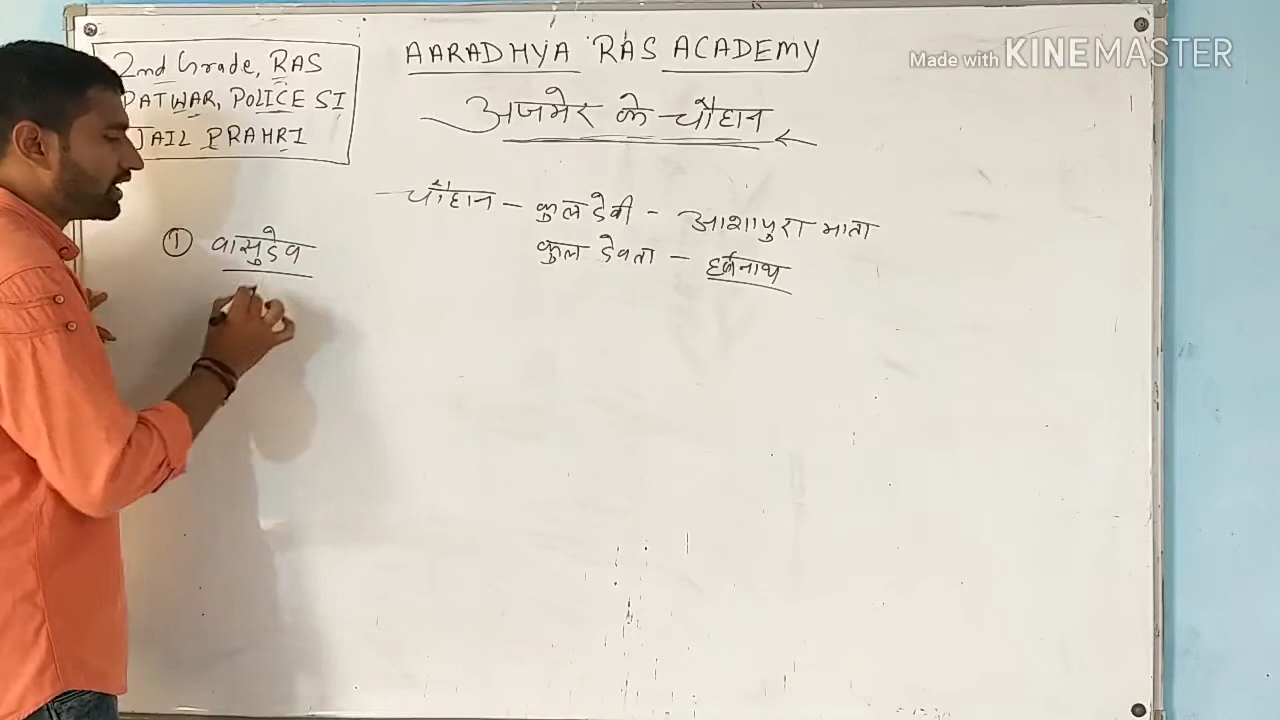 AARADHYA RAS ACADEMY
Made with KINEMASTER
2nd Grade, RAS
PATWAR, POLICE SI
JAIL PRAHRI
अजमेर के चौहान
चौहान - कुल देवी - आशापुरा माता
कुल देवता - हर्षनाथ
① वासुदेव